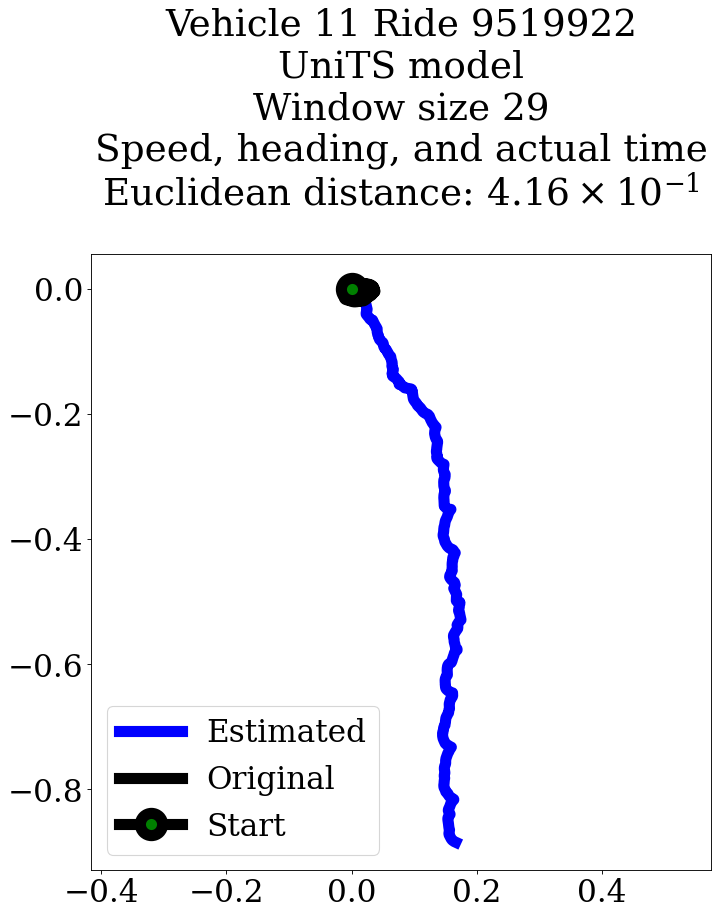 Vehicle 11 Ride 9519922
UniTS model
Window size 29
Speed, heading, and actual time
Euclidean distance: 4.16 × 10⁻¹
0.0
−0.2
−0.4
−0.6
−0.8
Estimated
Original
Start
−0.4 −0.2 0.0 0.2 0.4